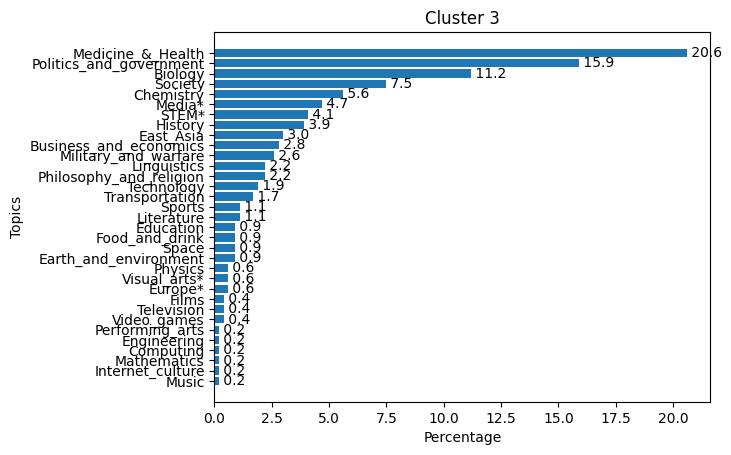 Cluster 3
Topics
Medicine_&_Health 20.6
Politics_and_government 15.9
Biology 11.2
Society 7.5
Chemistry 5.6
Media* 4.7
STEM* 4.1
History 3.9
East_Asia 3.0
Business_and_economics 2.8
Military_and_warfare 2.6
Linguistics 2.2
Philosophy_and_religion 2.2
Technology 1.9
Transportation 1.7
Sports 1.1
Literature 1.1
Education 0.9
Food_and_drink 0.9
Space 0.9
Earth_and_environment 0.9
Physics 0.6
Visual_arts* 0.6
Europe* 0.6
Films 0.4
Television 0.4
Video_games 0.4
Performing_arts 0.2
Engineering 0.2
Computing 0.2
Mathematics 0.2
Internet_culture 0.2
Music 0.2
0.0 2.5 5.0 7.5 10.0 12.5 15.0 17.5 20.0
Percentage